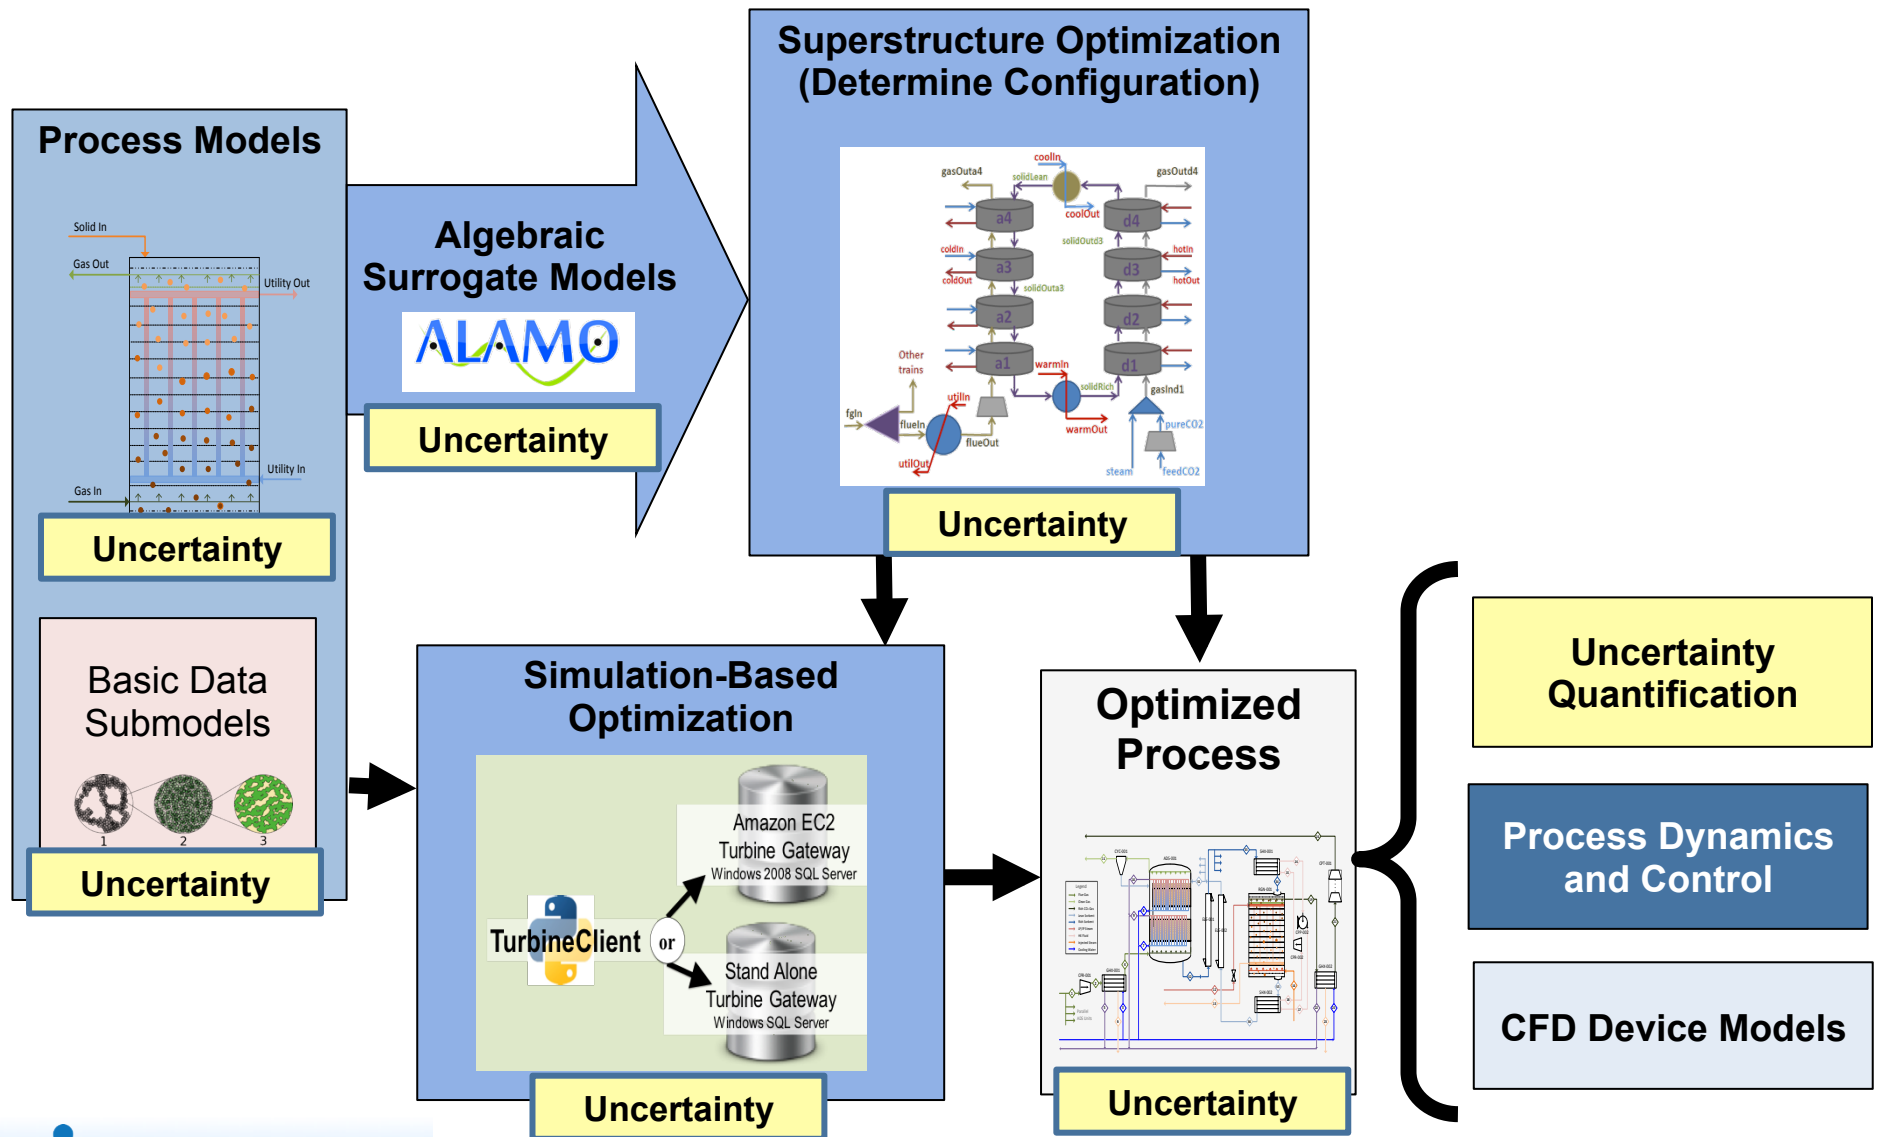 Superstructure Optimization
(Determine Configuration)
Process Models
Solid In
Gas Out
Utility Out
Utility In
Gas In
Uncertainty
Basic Data
Submodels
1
2
3
Uncertainty
Algebraic
Surrogate Models
ALAMO
Uncertainty
coolIn
gasOuta4
solidLean
gasOutd4
a4
coolOut
d4
solidOutd3
coldIn
hotIn
a3
d3
coldOut
solidOuta3
hotOut
a2
d2
Other
trains
a1
warmIn
d1
solidRich
gasInd1
utilIn
fgIn
flueIn
flueOut
warmOut
pureCO2
utilOut
steam
feedCO2
Uncertainty
Simulation-Based
Optimization
Amazon EC2
Turbine Gateway
Windows 2008 SQL Server
TurbineClient
or
Stand Alone
Turbine Gateway
Windows SQL Server
Uncertainty
Optimized
Process
Legend
Uncertainty
Uncertainty
Quantification
Process Dynamics
and Control
CFD Device Models